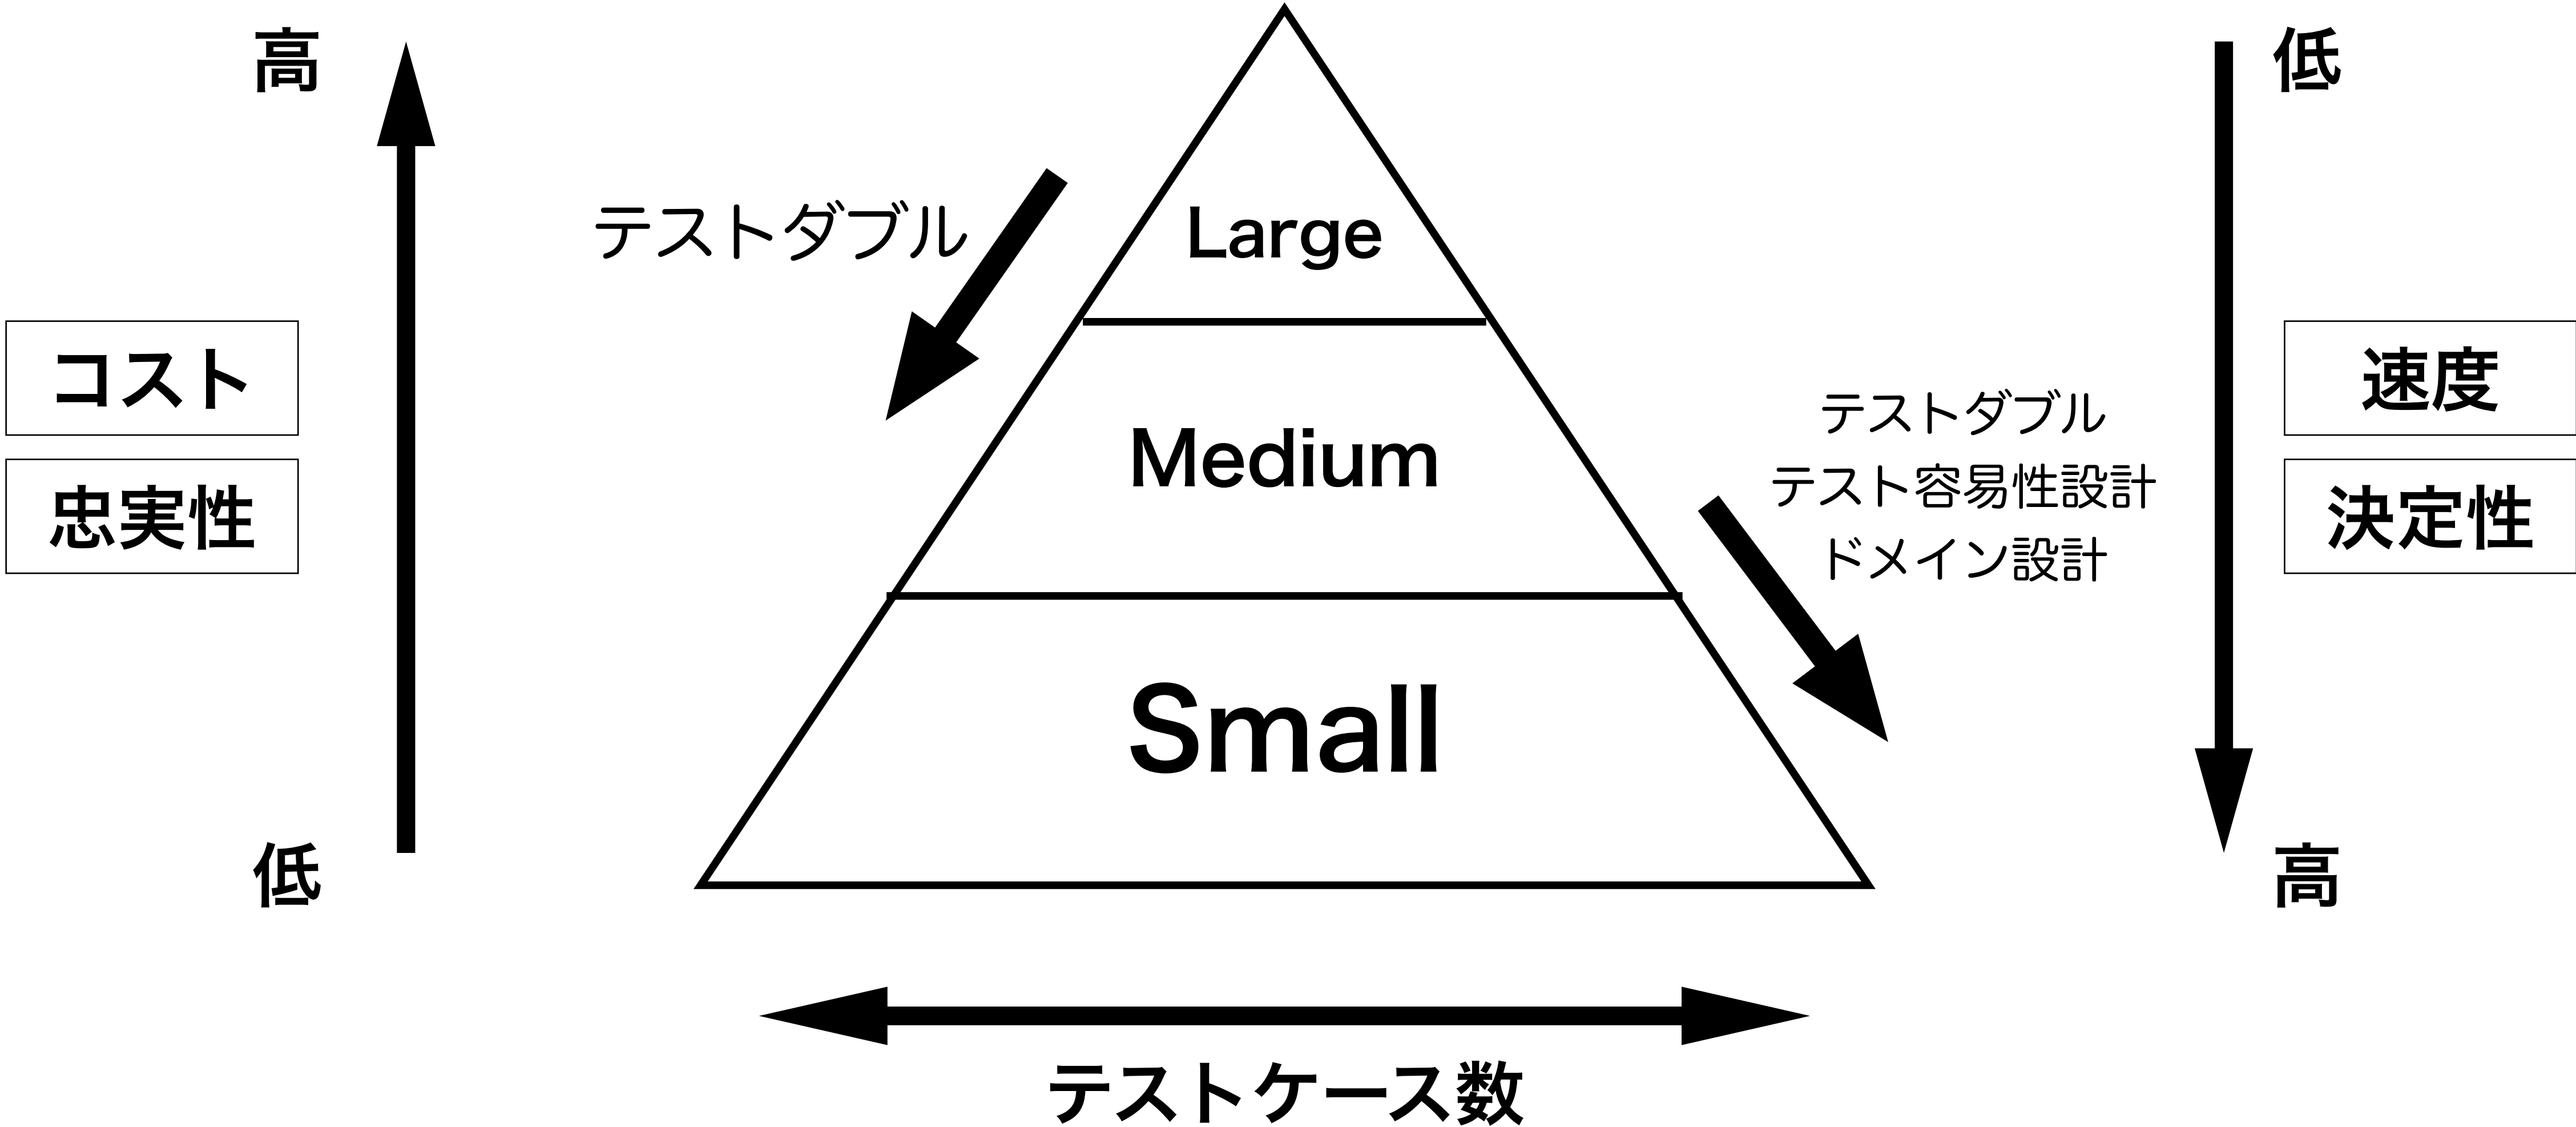 高
低
テストダブル
Large
コスト
速度
Medium
テストダブル
テスト容易性設計
ドメイン設計
忠実性
決定性
Small
低
高
テストケース数